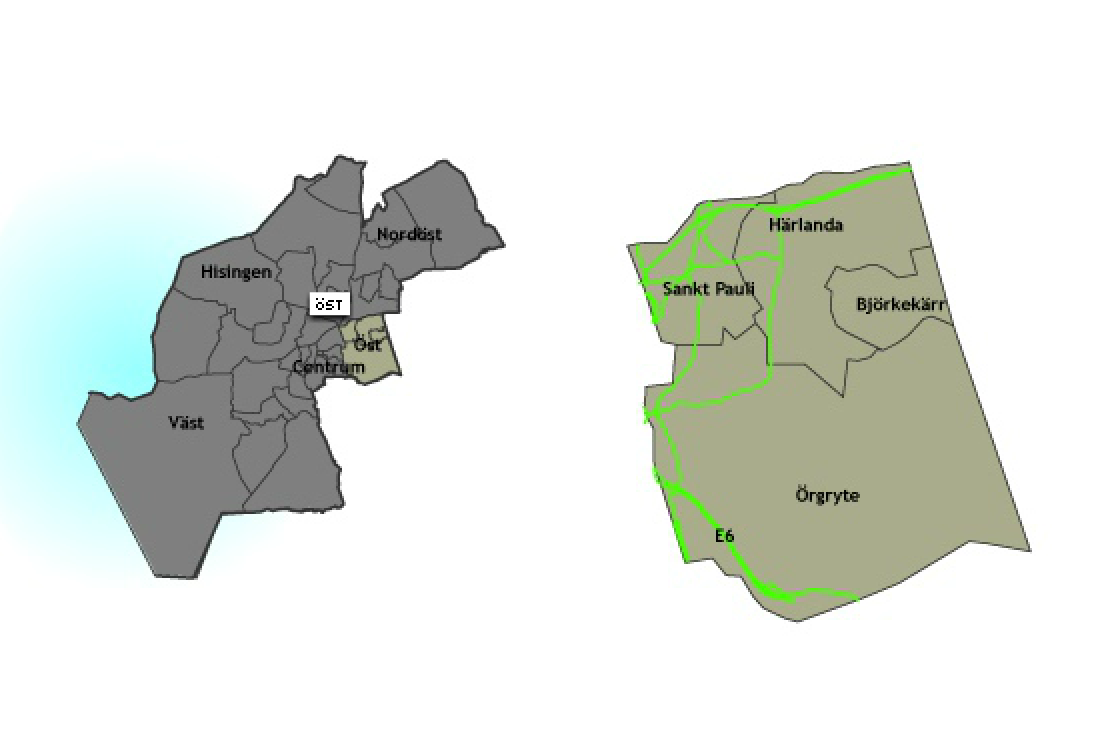 Nordöst
Hisingen
öST
Öst
Centrum
Väst
Härlanda
Sankt Pauli
Björkekärr
Örgryte
E6